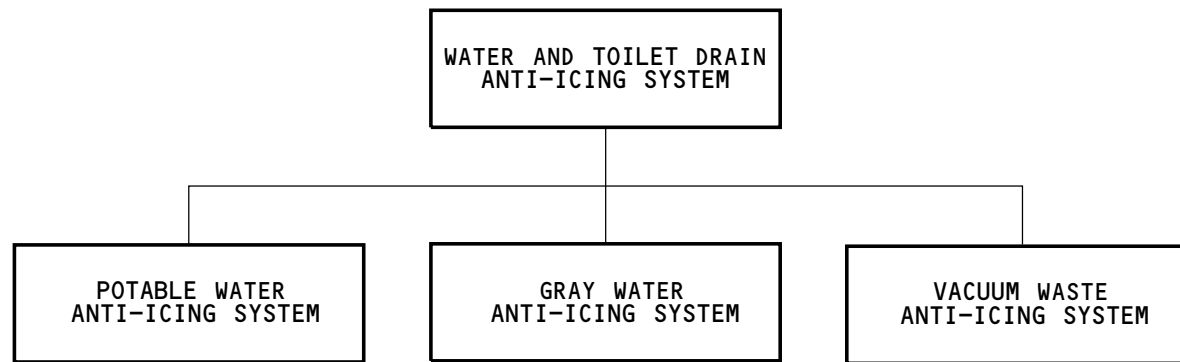 WATER AND TOILET DRAIN
ANTI-ICING SYSTEM
POTABLE WATER
ANTI-ICING SYSTEM
GRAY WATER
ANTI-ICING SYSTEM
VACUUM WASTE
ANTI-ICING SYSTEM